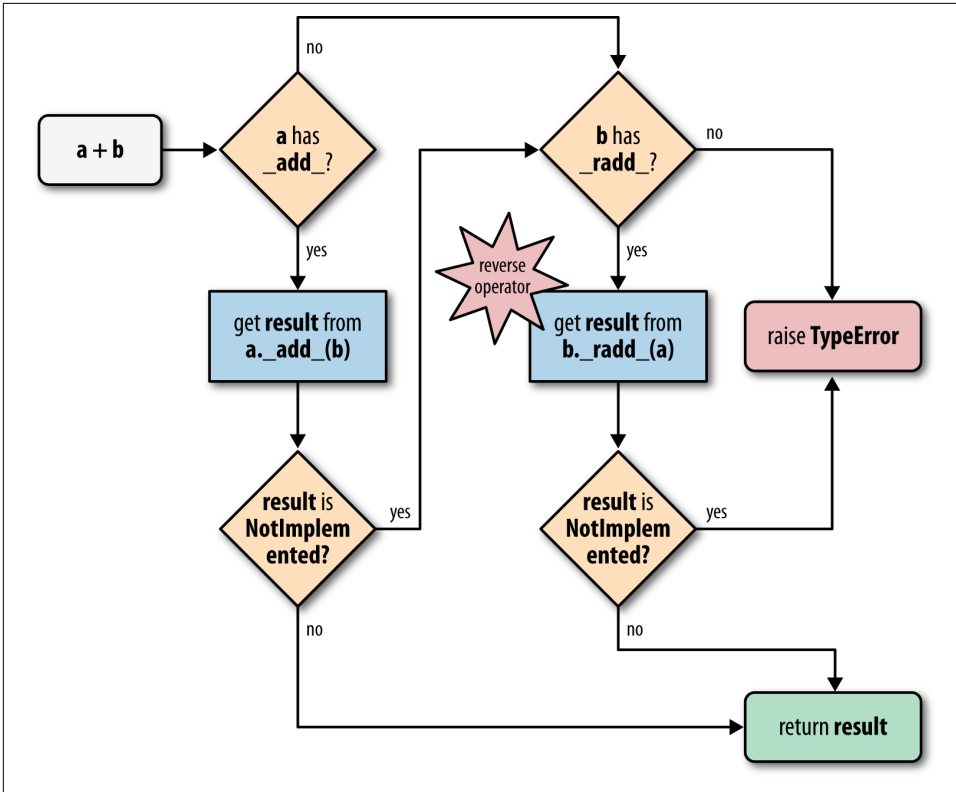 no
a has
_add_?
a + b
b has
_radd_?
no
yes
yes
reverse
operator
get result from
a._add_(b)
get result from
b._radd_(a)
raise TypeError
result is
NotImplem
ented?
yes
result is
NotImplem
ented?
yes
no
no
return result